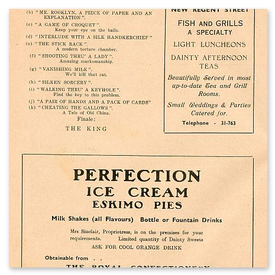 (b) "MR. ROOKLYN, A PIECE OF PAPER AND AN
EXPLANATION".
(c) "A GAME OF CROQUET".
Keep your eye on the balls.
(d) "INTERLUDE WITH A SILK HANDKERCHIEF"
(e) "THE STICK RACK"
A modern torture chamber.
(f) "SHOOTING THRU' A LADY".
Amazing marksmanship.
(g) "VANISHING MILK".
We'll tell that cat.
(h) "SILKEN SORCERY".
(i) "WALKING THRU' A KEYHOLE".
Find the key to this problem.
(j) "A PAIR OF HANDS AND A PACK OF CARDS"
(k) "CHEATING THE GALLOWS".
A Tale of Old China.
Finale:
THE KING
NEW REGENT STREET
FISH AND GRILLS
A SPECIALTY
LIGHT LUNCHEONS
DAINTY AFTERNOON
TEAS
Beautifully Served in most
up-to-date Tea and Grill
Rooms.
Small Weddings & Parties
Catered for.
Telephone - 31-763
PERFECTION
ICE CREAM
ESKIMO PIES
Milk Shakes (all Flavours) Bottle or Fountain Drinks
Mrs Sinclair, Proprietress, is on the premises for your
requirements. Limited quantity of Dainty Sweets
ASK FOR COOL ORANGE DRINK
Obtainable from . .
THE ROYAL CONFECTIONERY